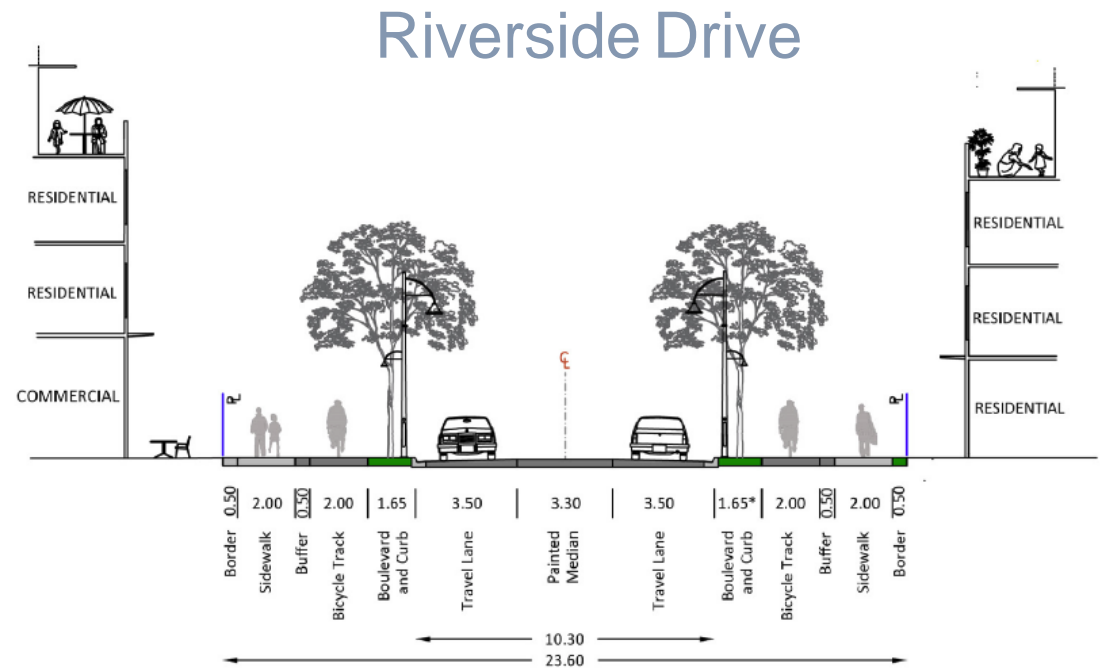 Riverside Drive
RESIDENTIAL
RESIDENTIAL
COMMERCIAL
RESIDENTIAL
RESIDENTIAL
RESIDENTIAL
℄
PL
PL
0.50 2.00 0.50 2.00 1.65 3.50 3.30 3.50 1.65* 2.00 0.50 2.00 0.50
Border
Sidewalk
Buffer
Bicycle Track
Boulevard
and Curb
Travel Lane
Painted
Median
Travel Lane
Boulevard
and Curb
Bicycle Track
Buffer
Sidewalk
Border
10.30
23.60